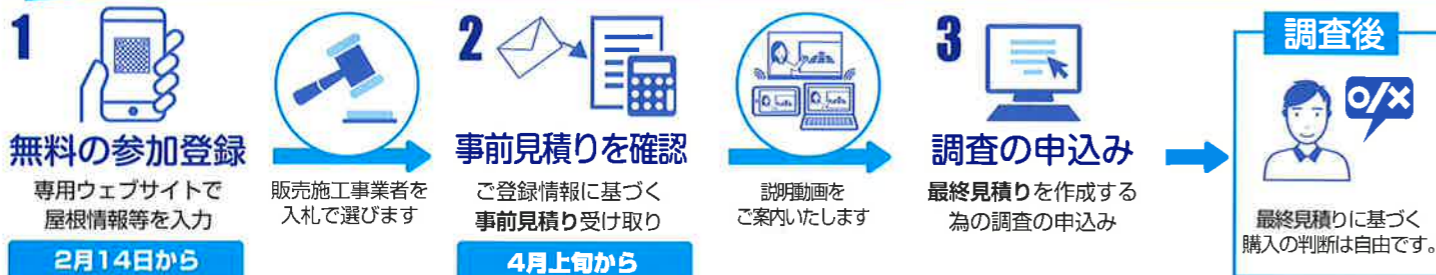 1
無料の参加登録
専用ウェブサイトで
屋根情報等を入力
2月14日から
販売施工事業者を
入札で選びます
2
事前見積りを確認
ご登録情報に基づく
事前見積り受け取り
4月上旬から
説明動画を
ご案内いたします
3
調査の申込み
最終見積りを作成する
為の調査の申込み
調査後
O/X
最終見積りに基づく
購入の判断は自由です。